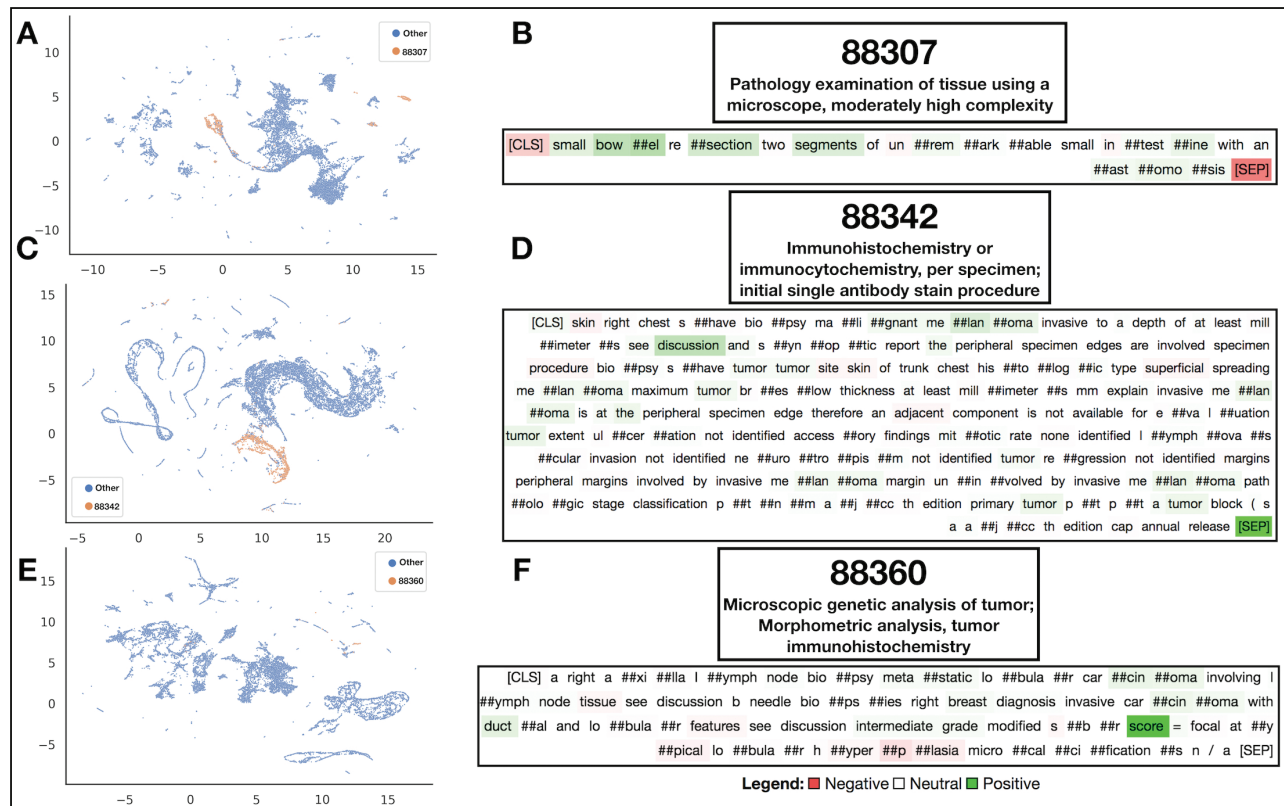 A
Other
88307
10
5
0
−5
−10
−10
−5
0
5
10
15
B
88307
Pathology examination of tissue using a
microscope, moderately high complexity
[CLS] small bow ##el re ##section two segments of un ##rem ##ark ##able small in ##test ##ine with an
##ast ##omo ##sis [SEP]
C
15
10
5
0
−5
Other
88342
0
5
10
15
20
D
88342
Immunohistochemistry or
immunocytochemistry, per specimen;
initial single antibody stain procedure
[CLS] skin right chest s ##have bio ##psy ma ##li ##gnant me ##lan ##oma invasive to a depth of at least mill
##imeter ##s see discussion and s ##yn ##op ##tic report the peripheral specimen edges are involved specimen
procedure bio ##psy s ##have tumor tumor site skin of trunk chest his ##to ##log ##ic type superficial spreading
me ##lan ##oma maximum tumor br ##es ##low thickness at least mill ##imeter ##s mm explain invasive me ##lan
##oma is at the peripheral specimen edge therefore an adjacent component is not available for e ##va l ##uation
tumor extent ul ##cer ##ation not identified access ##ory findings mit ##otic rate none identified l ##ymph ##ova ##s
##cular invasion not identified ne ##uro ##tro ##pis ##m not identified tumor re ##gression not identified margins
peripheral margins involved by invasive me ##lan ##oma margin un ##in ##volved by invasive me ##lan ##oma path
##olo ##gic stage classification p ##t ##n ##m a ##j ##cc th edition primary tumor p ##t p ##t a tumor block ( s
a a ##j ##cc th edition cap annual release [SEP]
E
Other
88360
15
10
5
0
−5
−5
0
5
10
15
F
88360
Microscopic genetic analysis of tumor;
Morphometric analysis, tumor
immunohistochemistry
[CLS] a right a ##xi ##lla l ##ymph node bio ##psy meta ##static lo ##bula ##r car ##cin ##oma involving l
##ymph node tissue see discussion b needle bio ##ps ##ies right breast diagnosis invasive car ##cin ##oma with
duct ##al and lo ##bula ##r features see discussion intermediate grade modified s ##b ##r score = focal at ##y
##pical lo ##bula ##r h ##yper ##p ##lasia micro ##cal ##ci ##fication ##s n / a [SEP]
Legend: Negative Neutral Positive